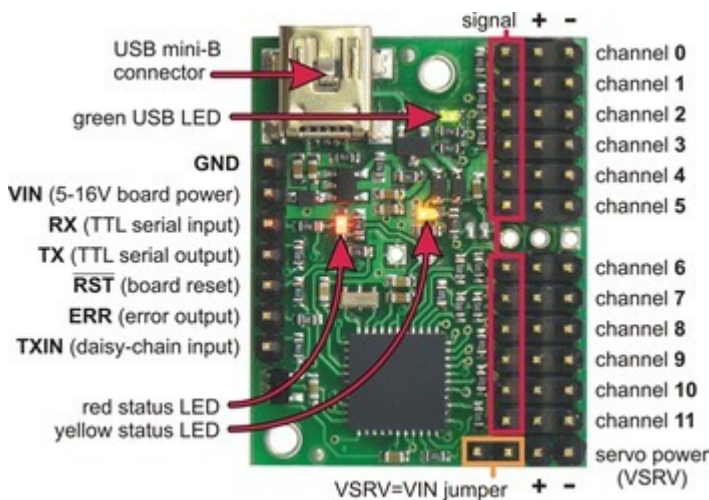 signal + −
USB mini-B
connector
green USB LED
GND
VIN (5-16V board power)
RX (TTL serial input)
TX (TTL serial output)
RST (board reset)
ERR (error output)
TXIN (daisy-chain input)
red status LED
yellow status LED
channel 0
channel 1
channel 2
channel 3
channel 4
channel 5
channel 6
channel 7
channel 8
channel 9
channel 10
channel 11
servo power
(VSRV)
VSRV=VIN jumper + −